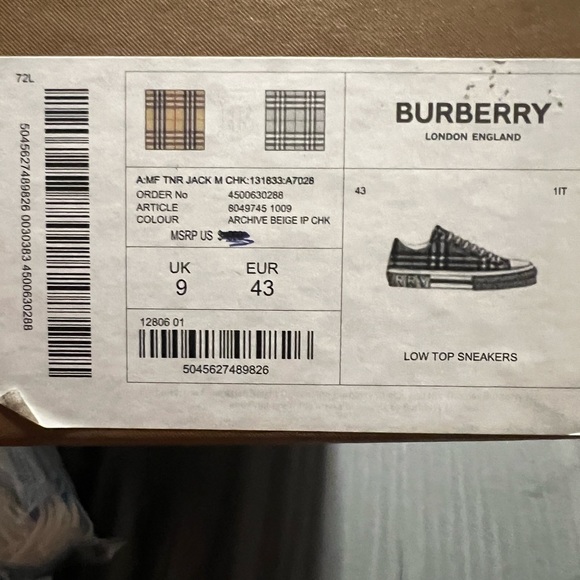 72L
5045627489826 0030383 4500630288
A:MF TNR JACK M CHK:131833:A7028
ORDER No 4500630288
ARTICLE 8049745 1009
COLOUR ARCHIVE BEIGE IP CHK
MSRP US
UK EUR
9 43
12806 01
5045627489826
BURBERRY
LONDON ENGLAND
43 1IT
LOW TOP SNEAKERS